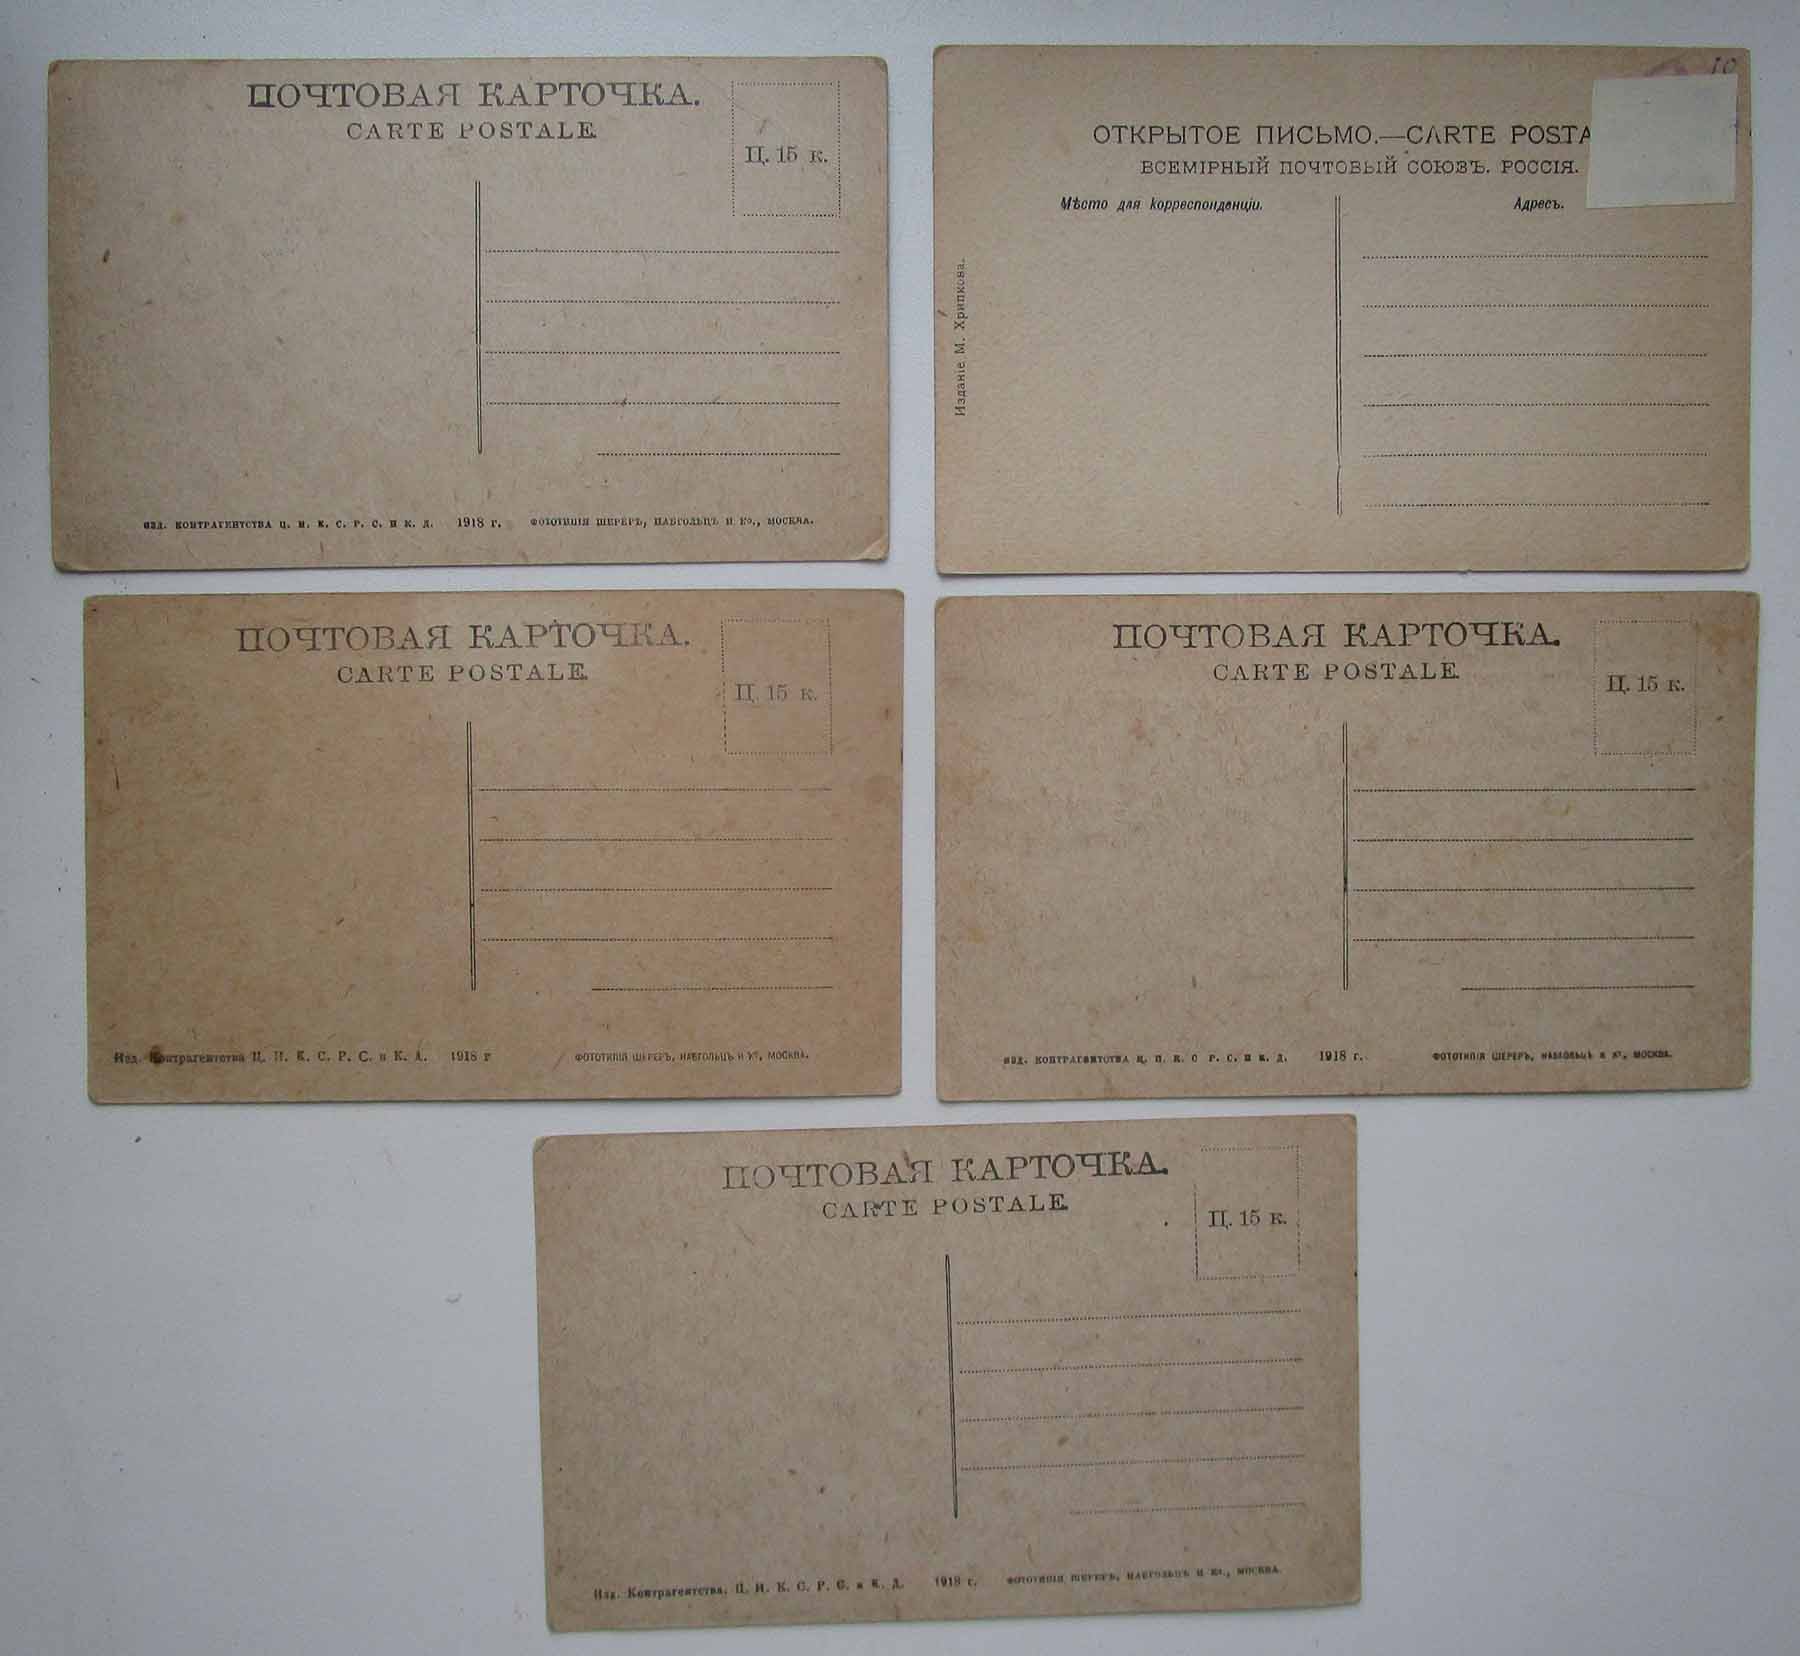 ПОЧТОВАЯ КАРТОЧКА.
CARTE POSTALE.
Ц. 15 к.
ИЗД. КОНТРАГЕНТСТВА Ц. И. К. С. Р. С. И К. Д. 1918 г. ФОТОТИПІЯ ШЕРЕРЪ, НАБГОЛЬЦЪ И Ко., МОСКВА.
10
ОТКРЫТОЕ ПИСЬМО.—CARTE POSTA
ВСЕМІРНЫЙ ПОЧТОВЫЙ СОЮЗЪ. РОССІЯ.
Мѣсто для корреспонденціи. Адресъ.
Изданіе М. Хрипкова.
ПОЧТОВАЯ КАРТОЧКА.
CARTE POSTALE.
Ц. 15 к.
Изд. Контрагентства Ц. И. К. С. Р. С. и К. Д. 1918 г ФОТОТИПІЯ ШЕРЕРЪ, НАБГОЛЬЦЪ И Ко, МОСКВА.
ПОЧТОВАЯ КАРТОЧКА.
CARTE POSTALE.
Ц. 15 к.
ИЗД. КОНТРАГЕНТСТВА Ц. И. К. С Р. С. И К. Д. 1918 г. ФОТОТИПІЯ ШЕРЕРЪ, НАБГОЛЬЦЪ И Ко, МОСКВА.
ПОЧТОВАЯ КАРТОЧКА.
CARTE POSTALE.
Ц. 15 к.
Изд. Контрагентства. Ц. И. К. С. Р. С. и К. Д. 1918 г. ФОТОТИПІЯ ШЕРЕРЪ, НАБГОЛЬЦЪ И Ко., МОСКВА.